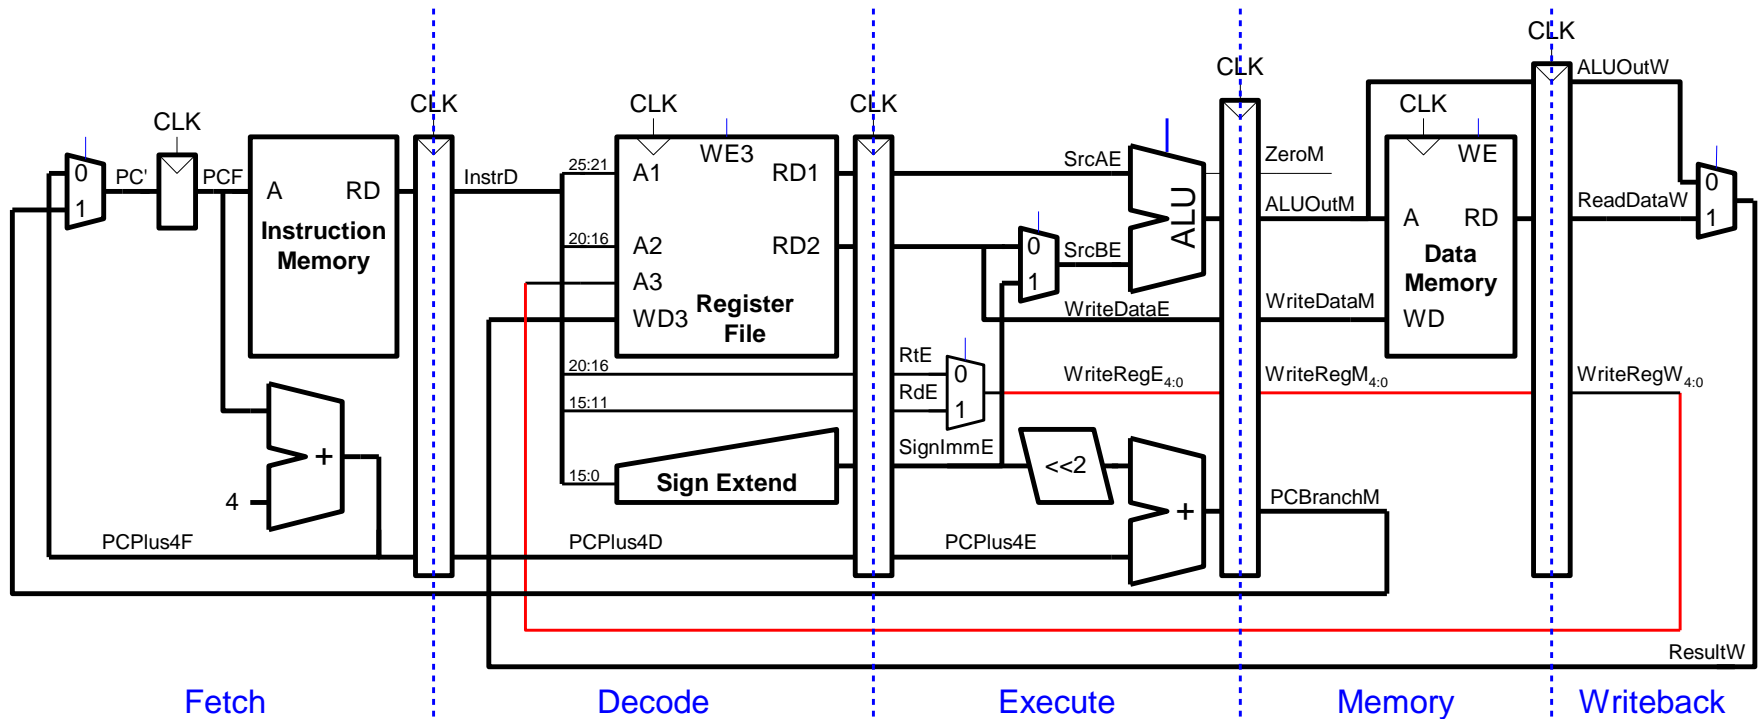 CLK
CLK
CLK
CLK
CLK
CLK
CLK
ALUOutW
0
1
PC'
PCF
A
RD
Instruction
Memory
InstrD
25:21
20:16
A1
A2
A3
WD3
WE3
RD1
RD2
Register
File
SrcAE
0
1
SrcBE
ALU
WriteDataE
ZeroM
ALUOutM
WriteDataM
A
RD
WE
Data
Memory
WD
ReadDataW
0
1
20:16
15:11
15:0
RtE
RdE
0
1
WriteRegE4:0
WriteRegM4:0
WriteRegW4:0
SignImmE
Sign Extend
<<2
+
4
+
PCBranchM
PCPlus4F
PCPlus4D
PCPlus4E
ResultW
Fetch
Decode
Execute
Memory
Writeback